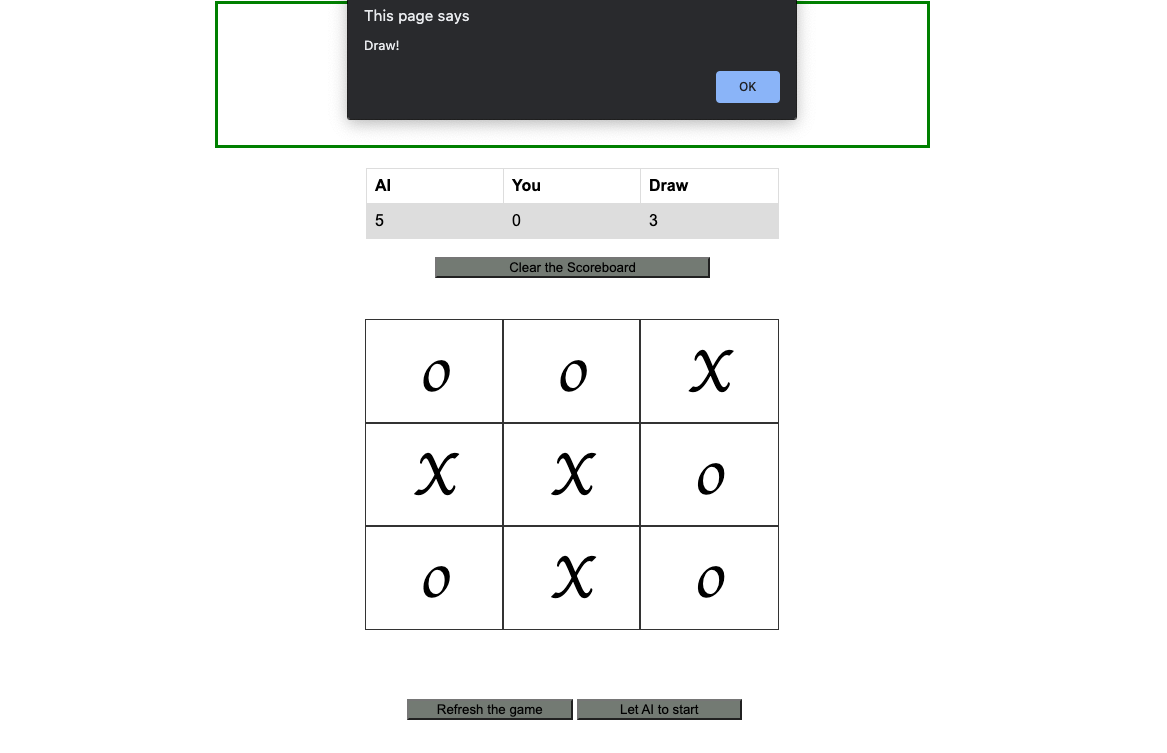 This page says
Draw!
OK
AI You Draw
5 0 3
Clear the Scoreboard
o o X
X X o
o X o
Refresh the game Let AI to start